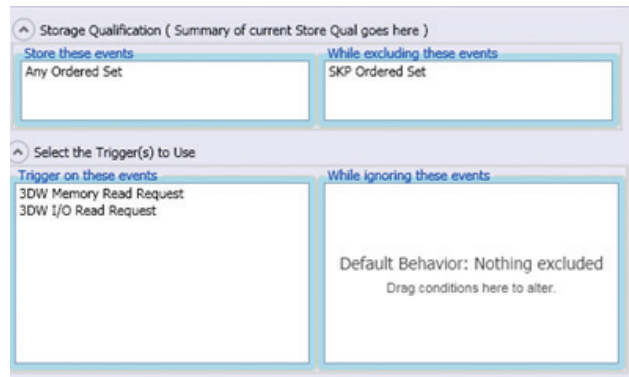 Storage Qualification ( Summary of current Store Qual goes here )
Store these events
Any Ordered Set
While excluding these events
SKP Ordered Set
Select the Trigger(s) to Use
Trigger on these events
3DW Memory Read Request
3DW I/O Read Request
While ignoring these events
Default Behavior: Nothing excluded
Drag conditions here to alter.